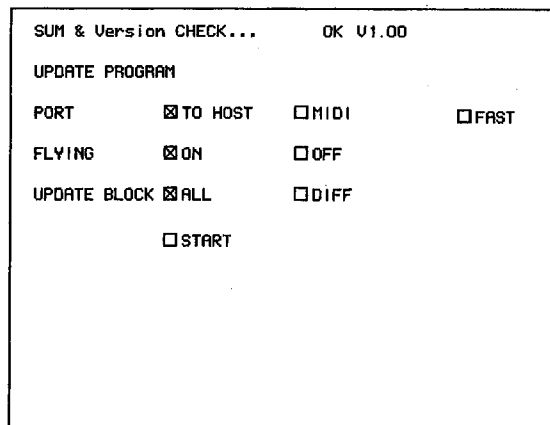 SUM & Version CHECK... OK V1.00
UPDATE PROGRAM
PORT ☒TO HOST ☐MIDI ☐FAST
FLYING ☒ON ☐OFF
UPDATE BLOCK ☒ALL ☐DIFF
☐START